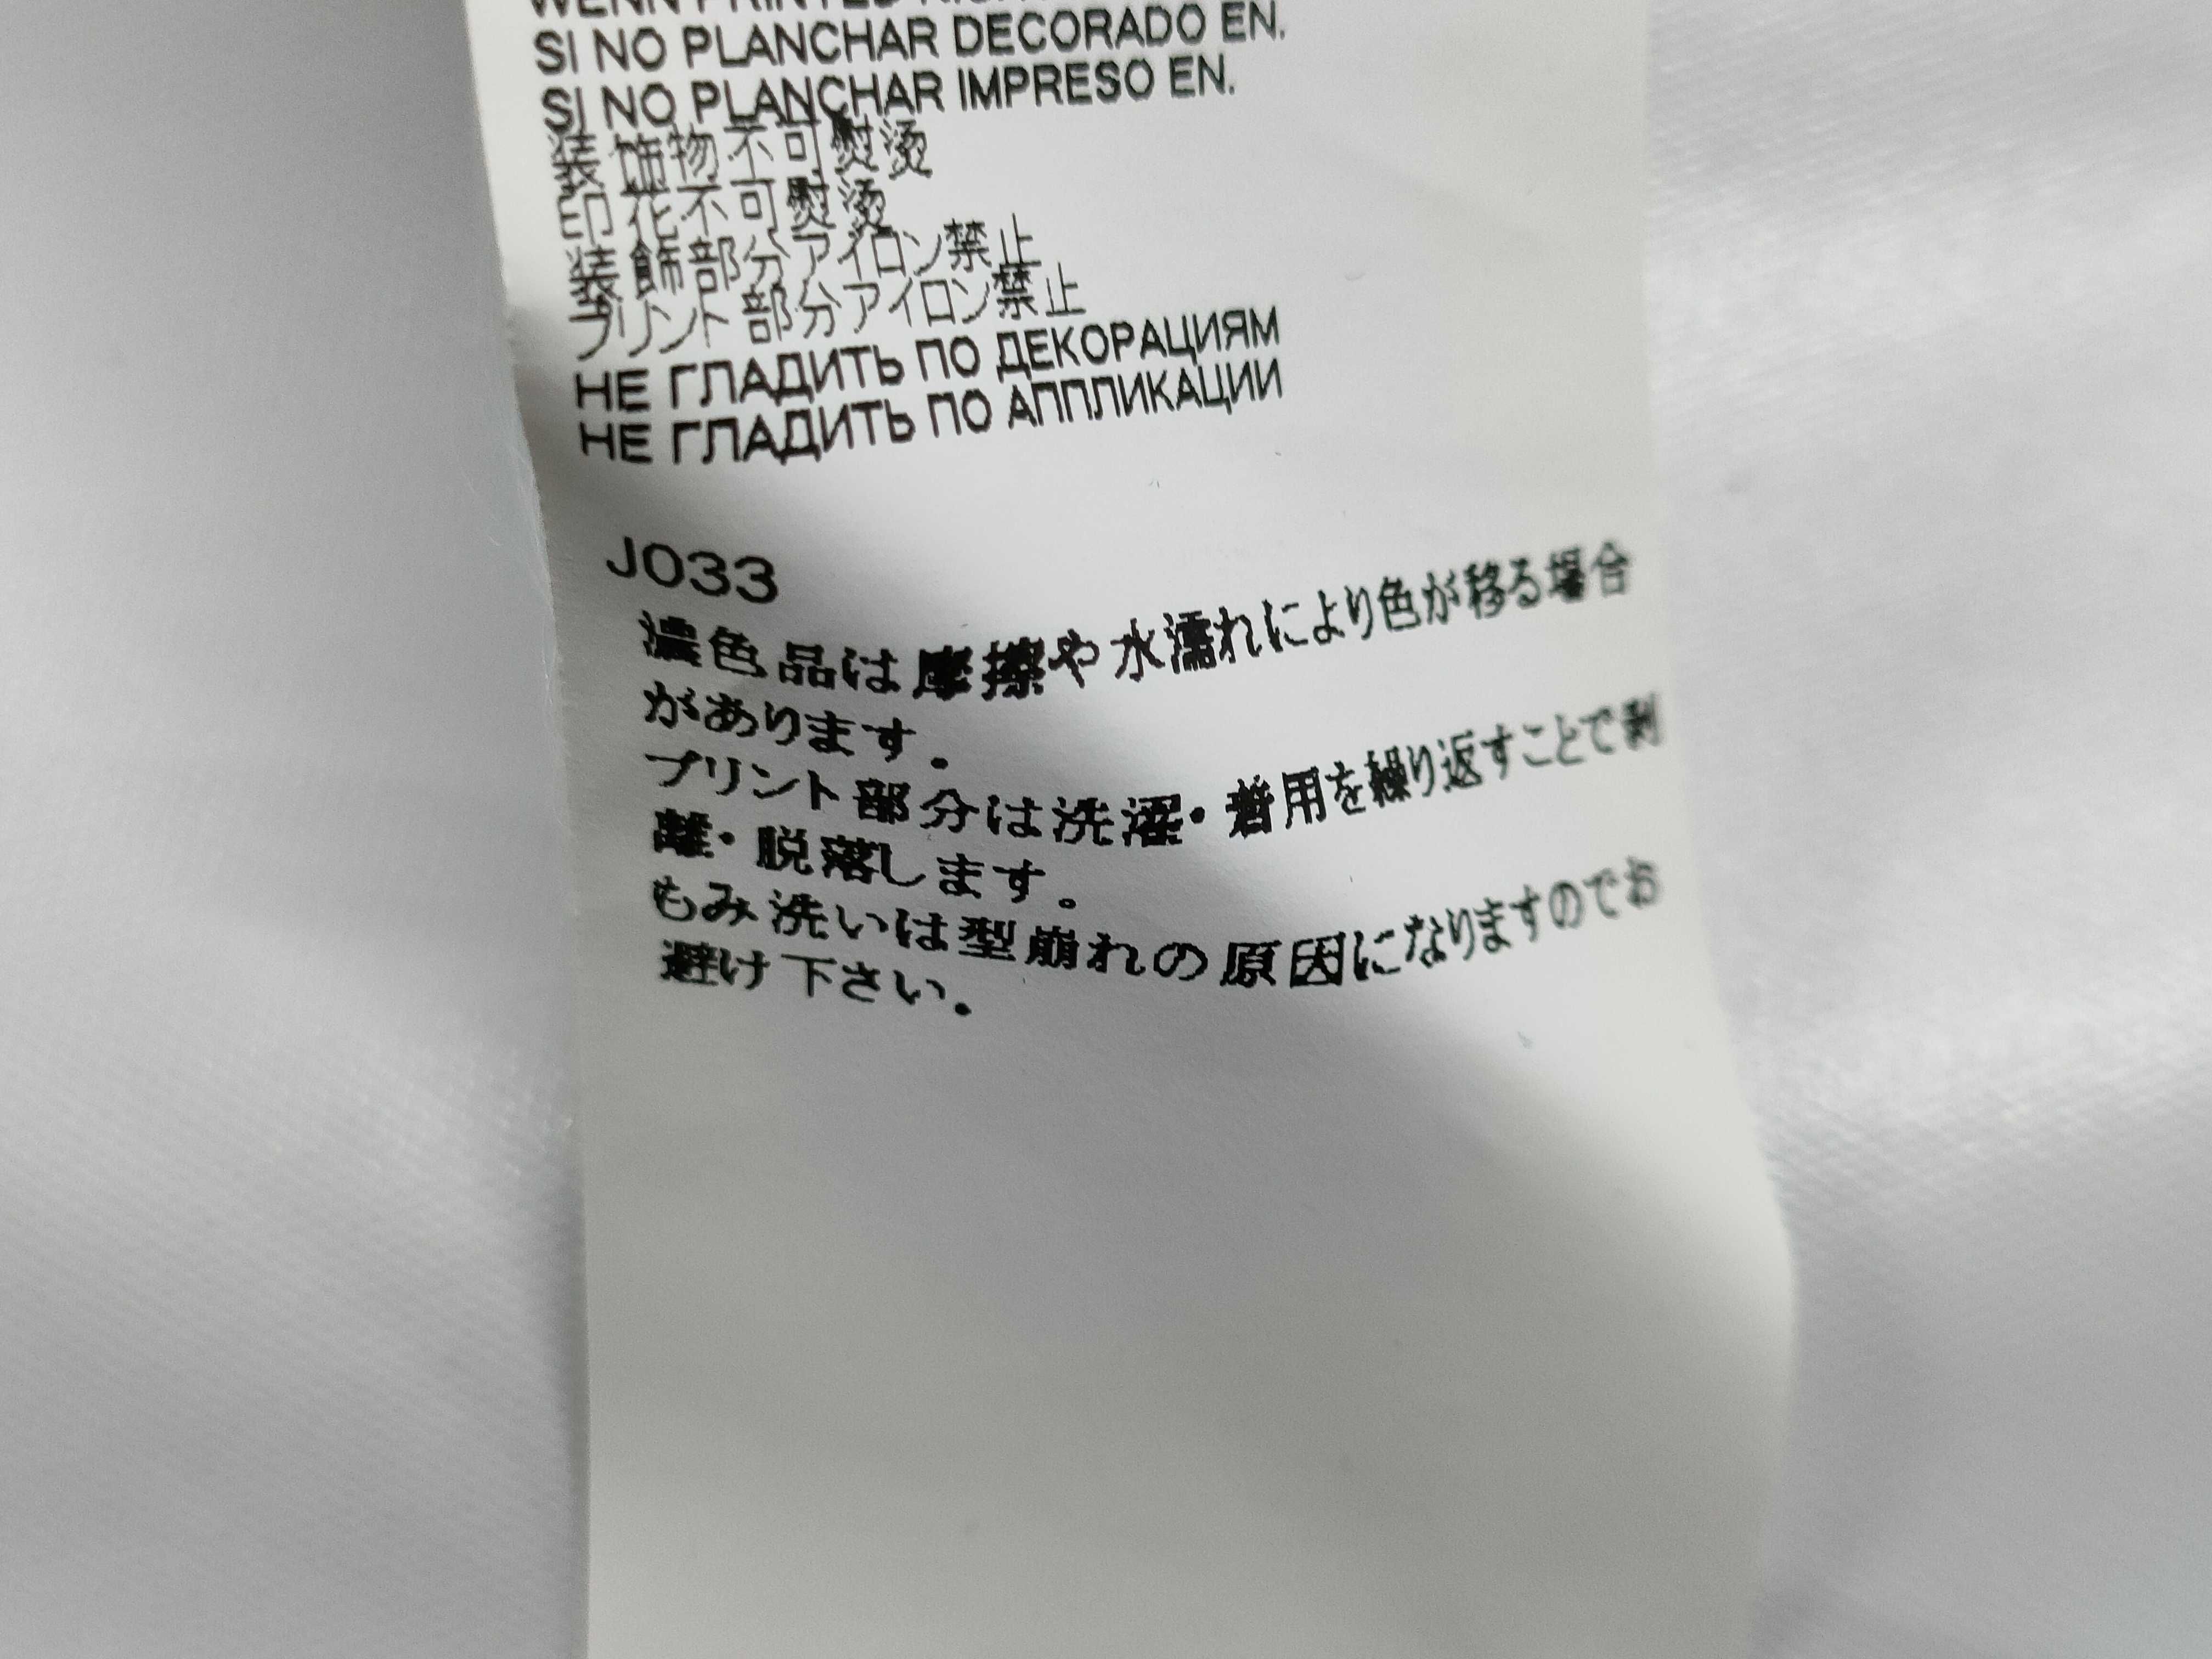 SI NO PLANCHAR DECORADO EN.
SI NO PLANCHAR IMPRESO EN.
装饰物不可熨烫
印花不可熨烫
装飾部分アイロン禁止
プリント部分アイロン禁止
НЕ ГЛАДИТЬ ПО ДЕКОРАЦИЯМ
НЕ ГЛАДИТЬ ПО АППЛИКАЦИИ
J033
濃色品は摩擦や水濡れにより色が移る場合
があります。
プリント部分は洗濯・着用を繰り返すことで剥
離・脱落します。
もみ洗いは型崩れの原因になりますのでお
避け下さい。